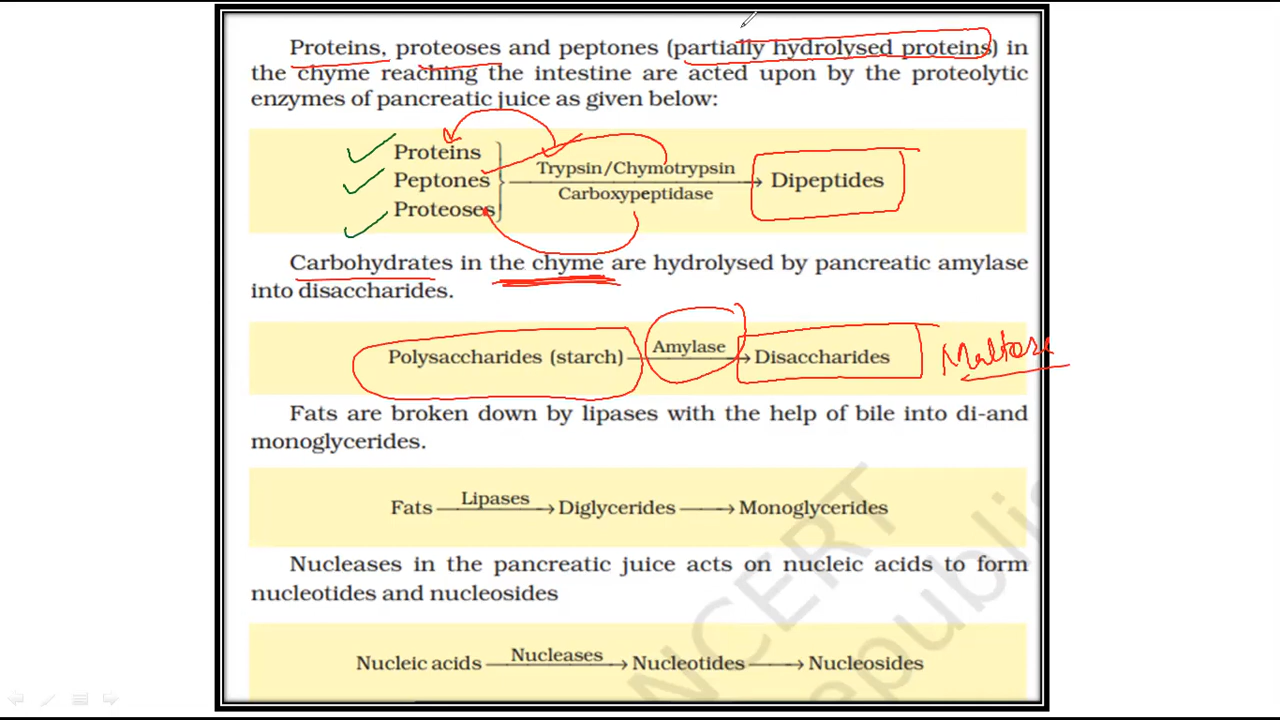 Proteins, proteoses and peptones (partially hydrolysed proteins) in
the chyme reaching the intestine are acted upon by the proteolytic
enzymes of pancreatic juice as given below:
Proteins
Peptones
Proteoses
Trypsin/Chymotrypsin
Carboxypeptidase
Dipeptides
Carbohydrates in the chyme are hydrolysed by pancreatic amylase
into disaccharides.
Polysaccharides (starch) Amylase Disaccharides Maltose
Fats are broken down by lipases with the help of bile into di-and
monoglycerides.
Fats Lipases Diglycerides Monoglycerides
Nucleases in the pancreatic juice acts on nucleic acids to form
nucleotides and nucleosides
Nucleic acids Nucleases Nucleotides Nucleosides
NCERT
republis